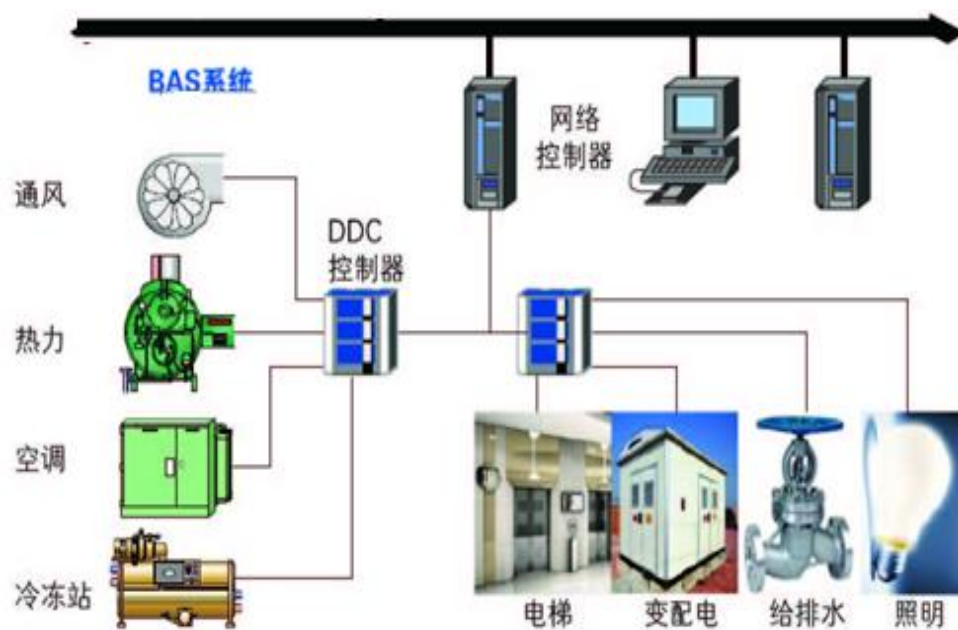 BAS系统
网络
控制器
通风
DDC
控制器
热力
空调
冷冻站
电梯
变配电
给排水
照明